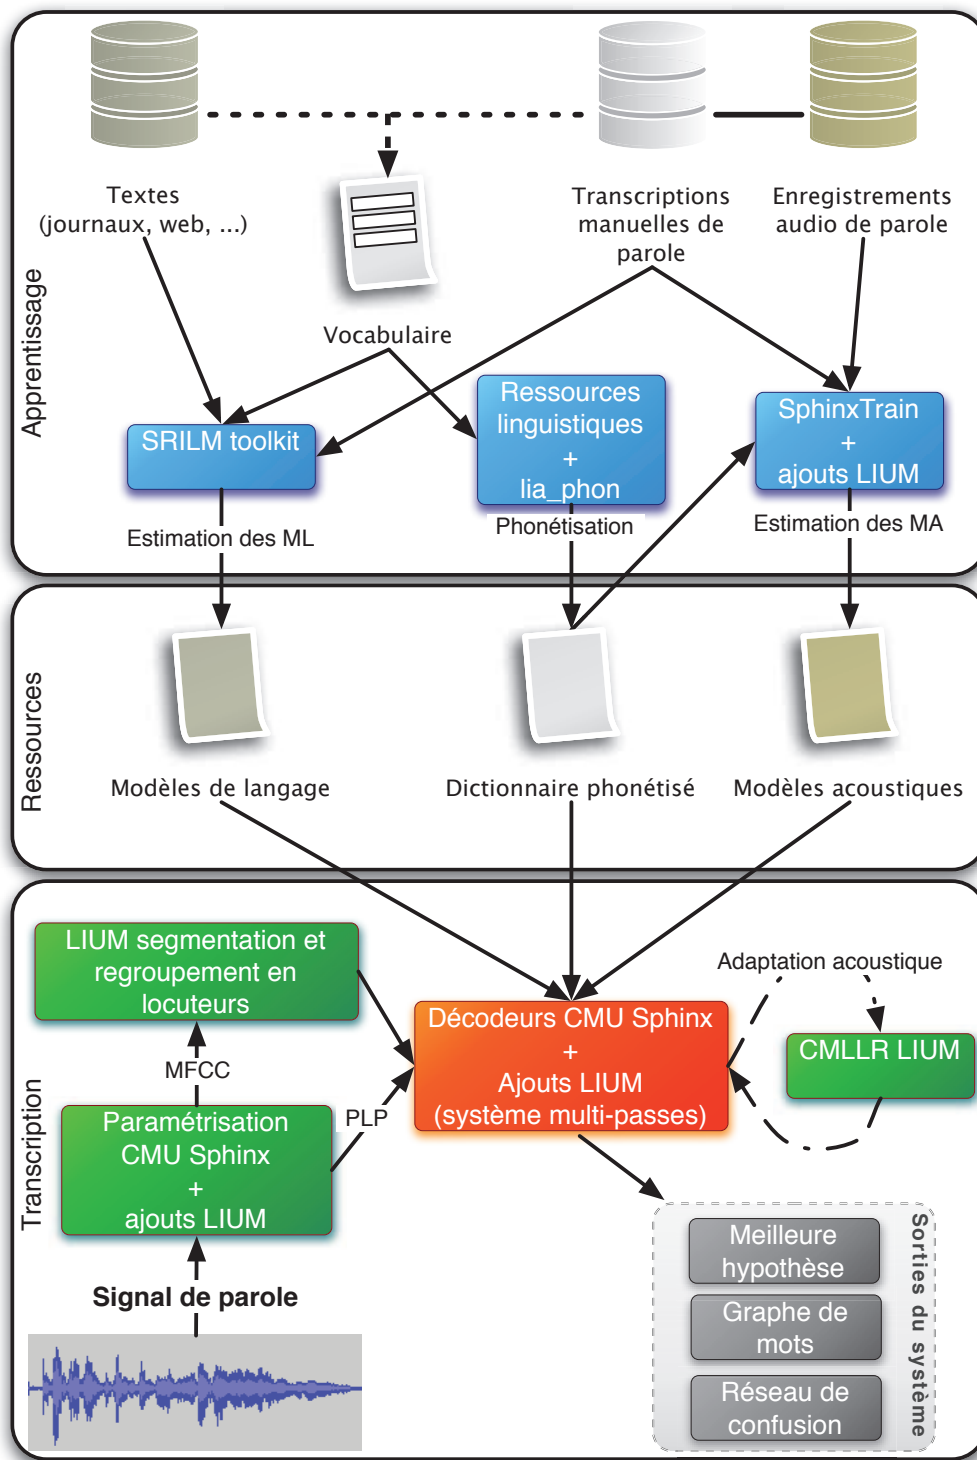 Apprentissage
Textes
(journaux, web, ...)
Transcriptions
manuelles de
parole
Enregistrements
audio de parole
Vocabulaire
SRILM toolkit
Ressources
linguistiques
+
lia_phon
SphinxTrain
+
ajouts LIUM
Estimation des ML
Phonétisation
Estimation des MA
Ressources
Modèles de langage
Dictionnaire phonétisé
Modèles acoustiques
Transcription
LIUM segmentation et
regroupement en
locuteurs
MFCC
Paramétrisation
CMU Sphinx
+
ajouts LIUM
PLP
Signal de parole
Décodeurs CMU Sphinx
+
Ajouts LIUM
(système multi-passes)
Adaptation acoustique
CMLLR LIUM
Meilleure
hypothèse
Graphe de
mots
Réseau de
confusion
Sorties du système